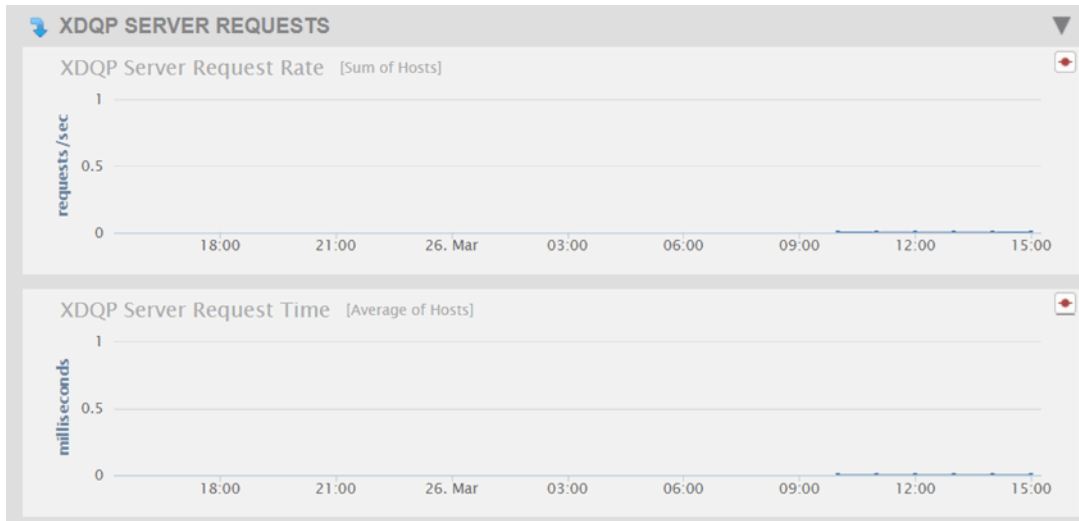 XDQP SERVER REQUESTS
XDQP Server Request Rate [Sum of Hosts]
requests/sec
1
0.5
0
18:00 21:00 26. Mar 03:00 06:00 09:00 12:00 15:00
XDQP Server Request Time [Average of Hosts]
milliseconds
1
0.5
0
18:00 21:00 26. Mar 03:00 06:00 09:00 12:00 15:00